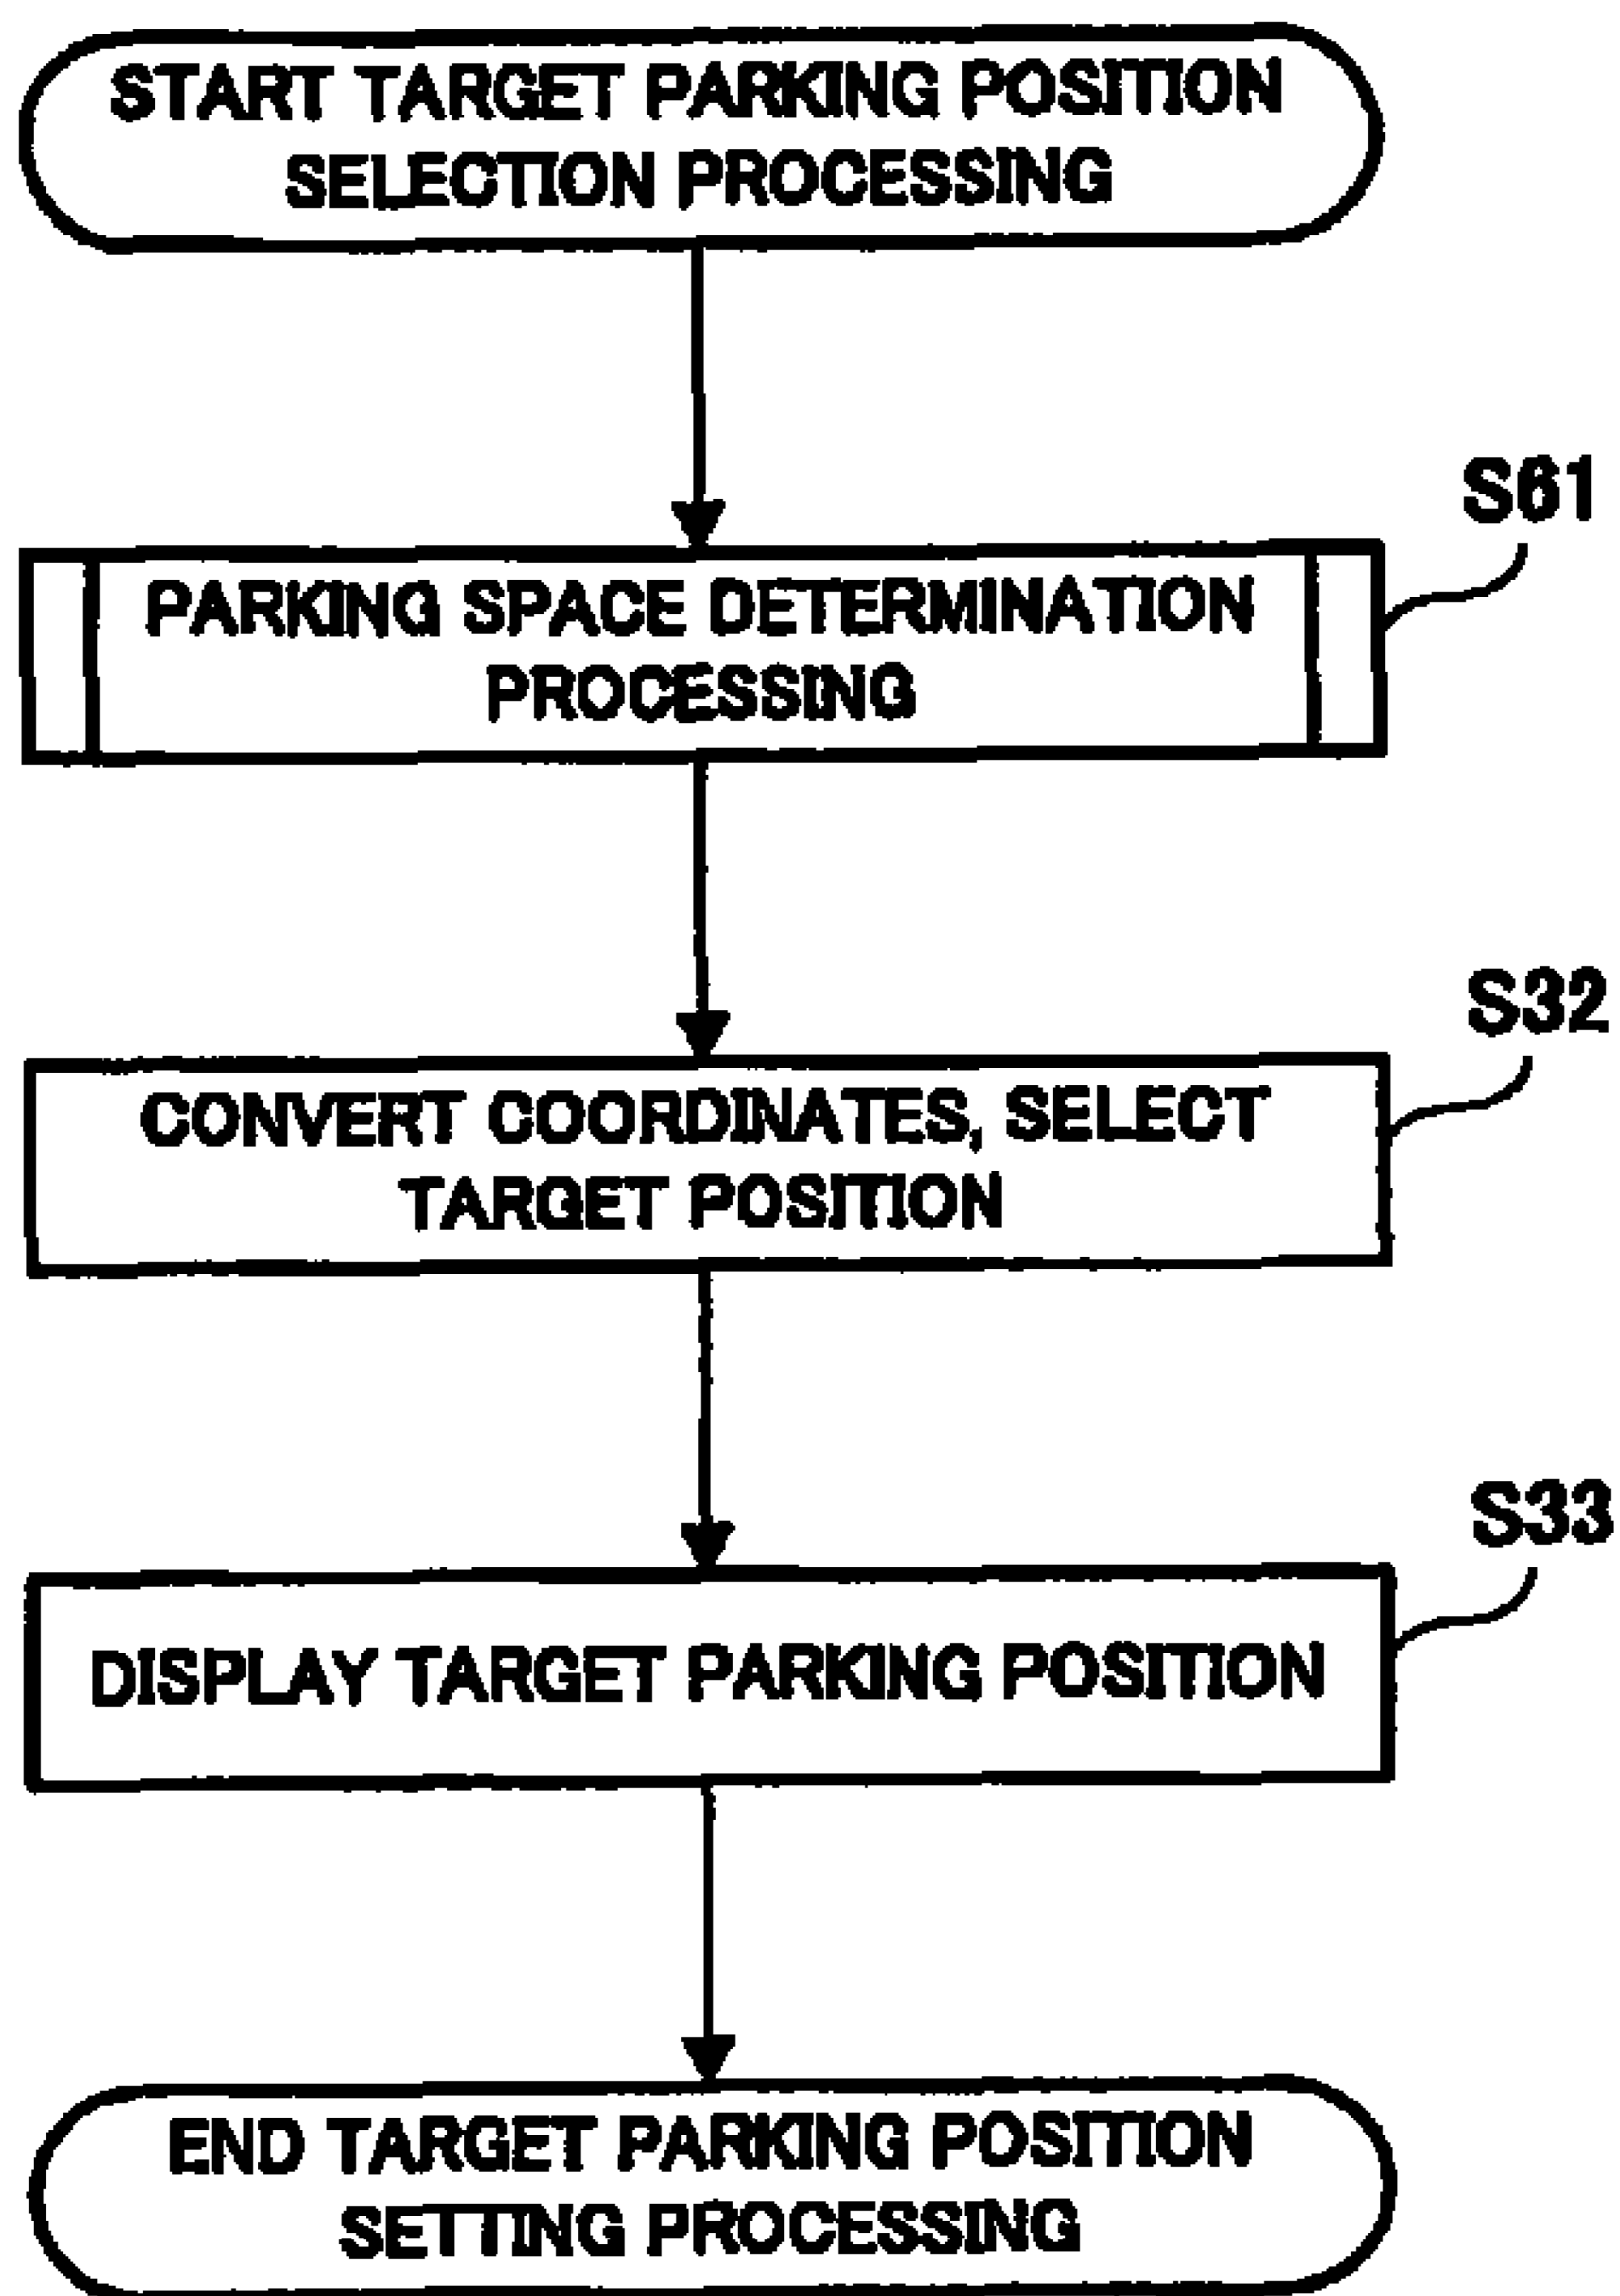 START TARGET PARKING POSITION
SELECTION PROCESSING
S61
PARKING SPACE DETERMINATION
PROCESSING
S32
CONVERT COORDINATES, SELECT
TARGET POSITION
S33
DISPLAY TARGET PARKING POSITION
END TARGET PARKING POSITION
SETTING PROCESSING